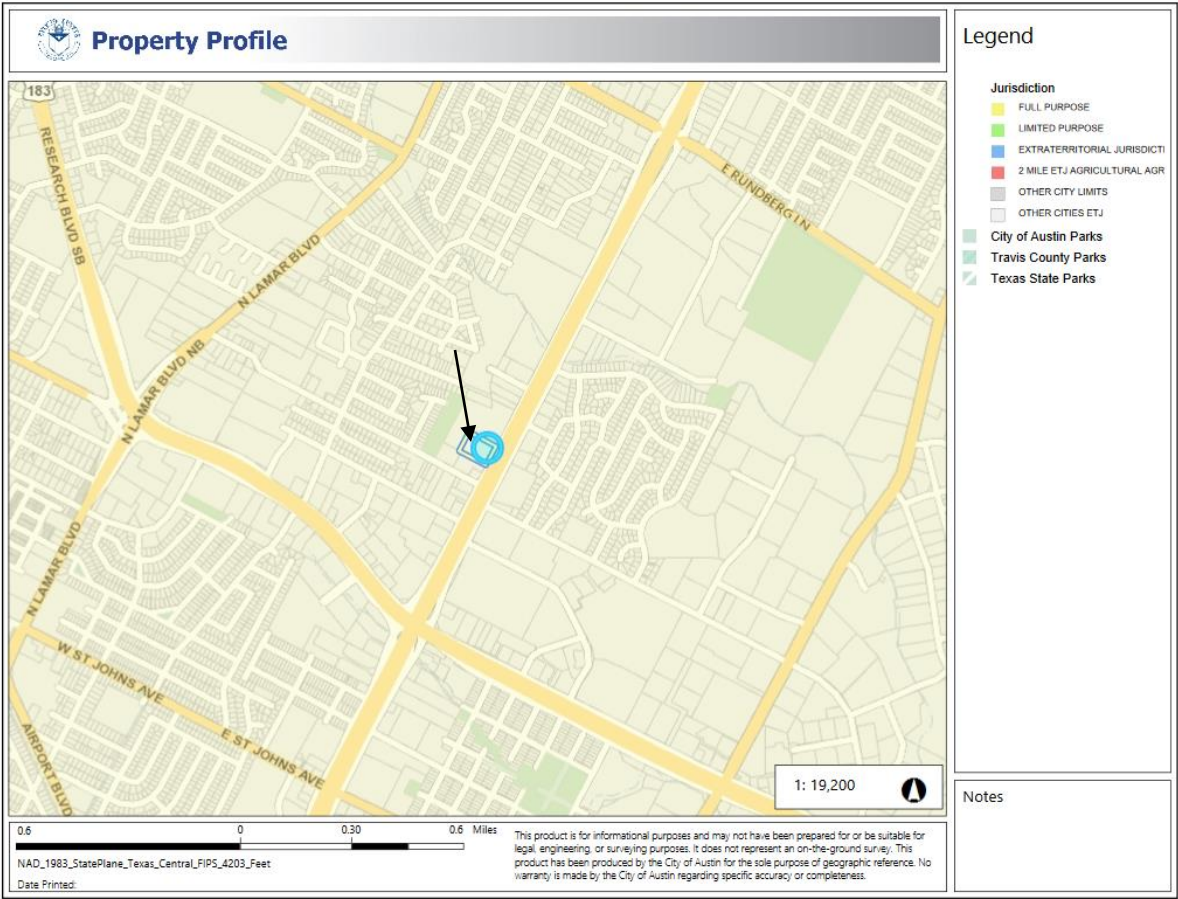 Property Profile
183
RESEARCH BLVD SB
N LAMAR BLVD
N LAMAR BLVD NB
E RUNDBERG LN
N LAMAR BLVD
W ST JOHNS AVE
E ST JOHNS AVE
AIRPORT BLVD
1: 19,200
0.6 0 0.30 0.6 Miles
NAD_1983_StatePlane_Texas_Central_FIPS_4203_Feet
Date Printed:
This product is for informational purposes and may not have been prepared for or be suitable for
legal, engineering, or surveying purposes. It does not represent an on-the-ground survey. This
product has been produced by the City of Austin for the sole purpose of geographic reference. No
warranty is made by the City of Austin regarding specific accuracy or completeness.
Legend
Jurisdiction
FULL PURPOSE
LIMITED PURPOSE
EXTRATERRITORIAL JURISDICTI
2 MILE ETJ AGRICULTURAL AGR
OTHER CITY LIMITS
OTHER CITIES ETJ
City of Austin Parks
Travis County Parks
Texas State Parks
Notes